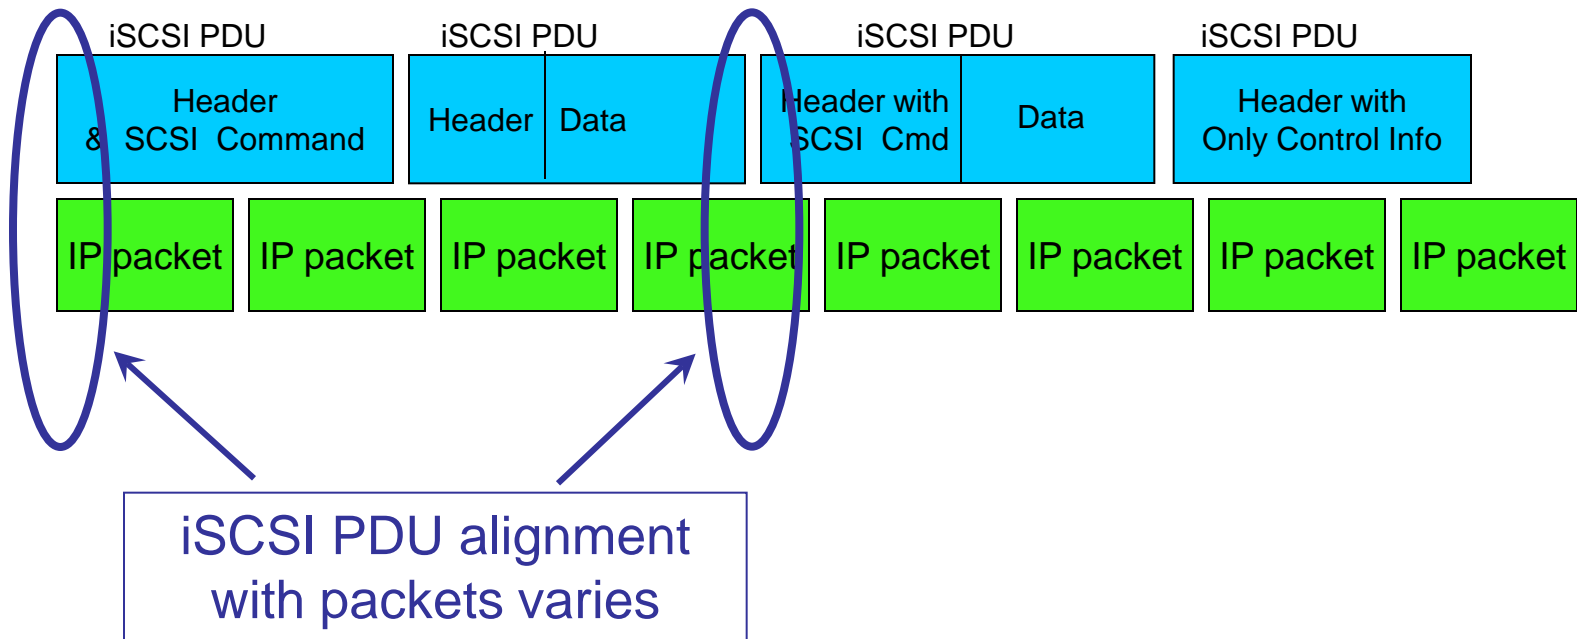 iSCSI PDU
iSCSI PDU
iSCSI PDU
iSCSI PDU
Header
& SCSI Command
Header
Data
Header with
SCSI Cmd
Data
Header with
Only Control Info
IP packet
IP packet
IP packet
IP packet
IP packet
IP packet
IP packet
IP packet
iSCSI PDU alignment
with packets varies